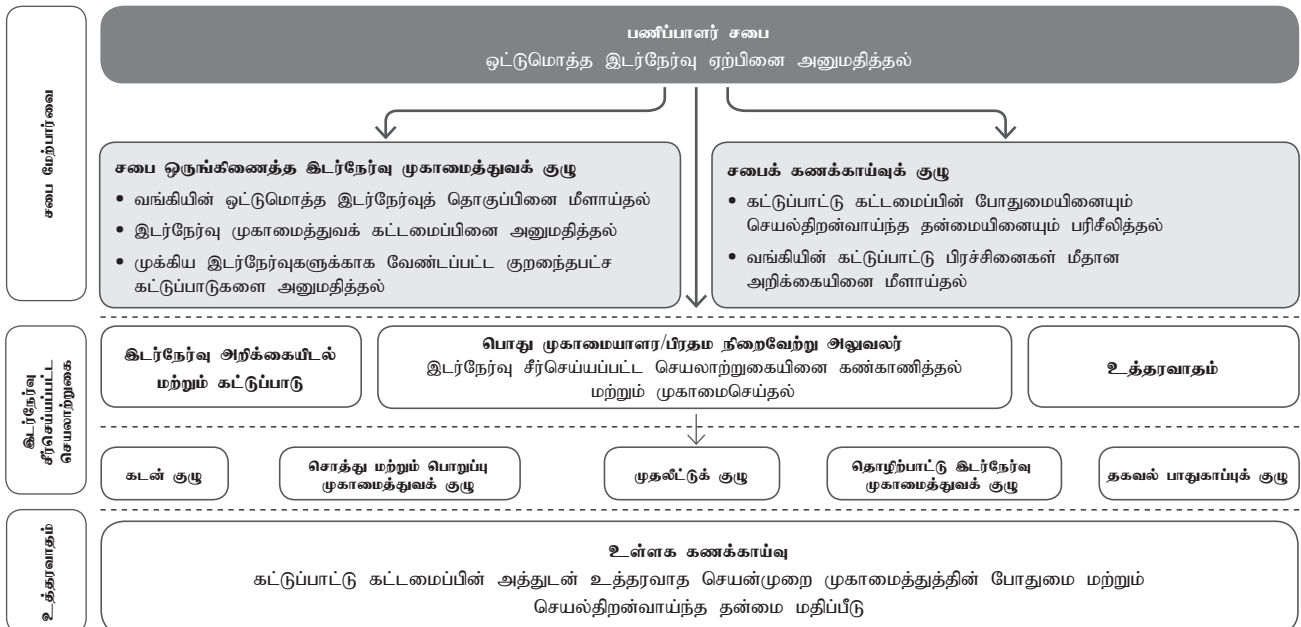 சபை மேற்பார்வை
பணிப்பாளர் சபை
ஒட்டுமொத்த இடர்நேர்வு ஏற்பினை அனுமதித்தல்
சபை ஒருங்கிணைத்த இடர்நேர்வு முகாமைத்துவக் குழு
• வங்கியின் ஒட்டுமொத்த இடர்நேர்வுத் தொகுப்பினை மீளாய்தல்
• இடர்நேர்வு முகாமைத்துவக் கட்டமைப்பினை அனுமதித்தல்
• முக்கிய இடர்நேர்வுகளுக்காக வேண்டப்பட்ட குறைந்தபட்ச
கட்டுப்பாடுகளை அனுமதித்தல்
சபைக் கணக்காய்வுக் குழு
• கட்டுப்பாட்டு கட்டமைப்பின் போதுமையினையும்
செயல்திறன்வாய்ந்த தன்மையினையும் பரிசீலித்தல்
• வங்கியின் கட்டுப்பாட்டு பிரச்சினைகள் மீதான
அறிக்கையினை மீளாய்தல்
இடர்நேர்வு
சீர்செய்யப்பட்ட
செயலாற்றுகை
இடர்நேர்வு அறிக்கையிடல்
மற்றும் கட்டுப்பாடு
பொது முகாமையாளர/பிரதம நிறைவேற்று அலுவலர்
இடர்நேர்வு சீர்செய்யப்பட்ட செயலாற்றுகையினை கண்காணித்தல்
மற்றும் முகாமைசெய்தல்
உத்தரவாதம்
கடன் குழு
சொத்து மற்றும் பொறுப்பு
முகாமைத்துவக் குழு
முதலீட்டுக் குழு
தொழிற்பாட்டு இடர்நேர்வு
முகாமைத்துவக் குழு
தகவல் பாதுகாப்புக் குழு
உத்தரவாதம்
உள்ளக கணக்காய்வு
கட்டுப்பாட்டு கட்டமைப்பின் அத்துடன் உத்தரவாத செயன்முறை முகாமைத்துத்தின் போதுமை மற்றும்
செயல்திறன்வாய்ந்த தன்மை மதிப்பீடு